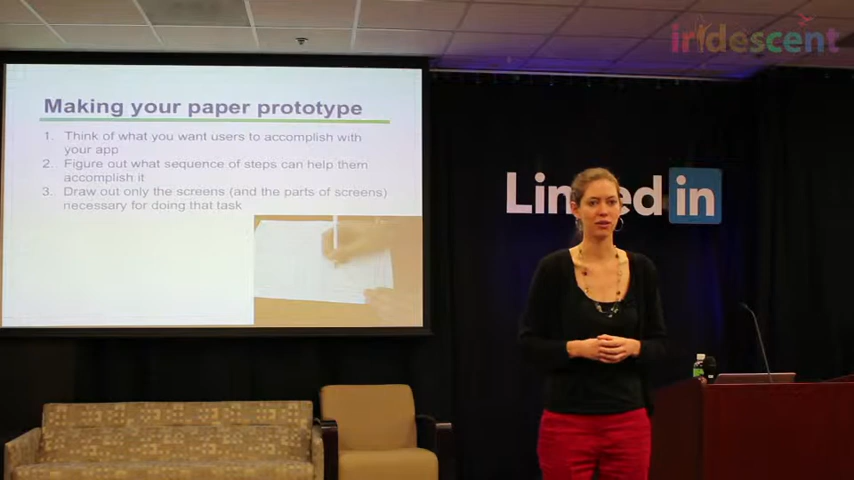 iridescent
Making your paper prototype
1. Think of what you want users to accomplish with
your app
2. Figure out what sequence of steps can help them
accomplish it
3. Draw out only the screens (and the parts of screens)
necessary for doing that task
Linked in